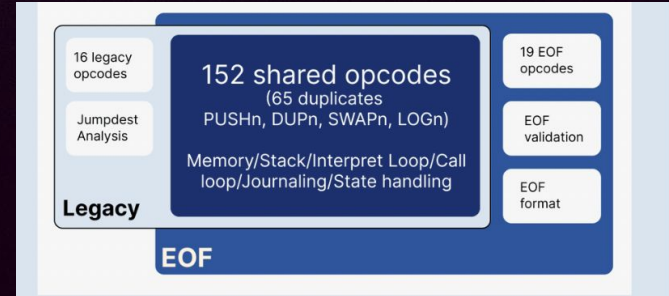 16 legacy
opcodes
Jumpdest
Analysis
Legacy
152 shared opcodes
(65 duplicates
PUSHn, DUPn, SWAPn, LOGn)
Memory/Stack/Interpret Loop/Call
loop/Journaling/State handling
19 EOF
opcodes
EOF
validation
EOF
format
EOF